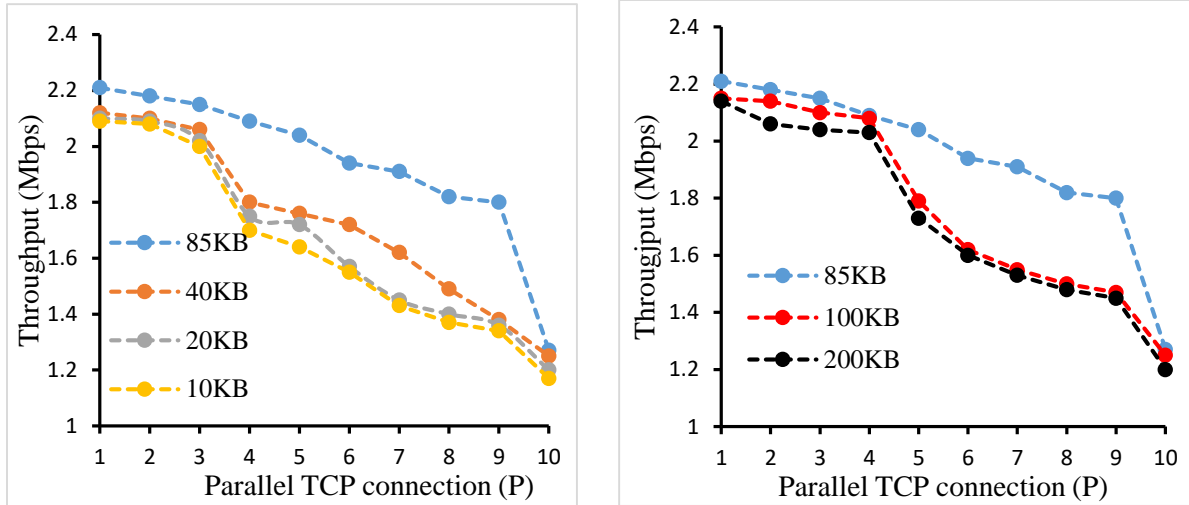 Throughput (Mbps)
2.4
2.2
2
1.8
1.6
1.4
1.2
1
85KB
40KB
20KB
10KB
1 2 3 4 5 6 7 8 9 10
Parallel TCP connection (P)
Througjput (Mbps)
2.4
2.2
2
1.8
1.6
1.4
1.2
1
85KB
100KB
200KB
1 2 3 4 5 6 7 8 9 10
Parallel TCP connection (P)